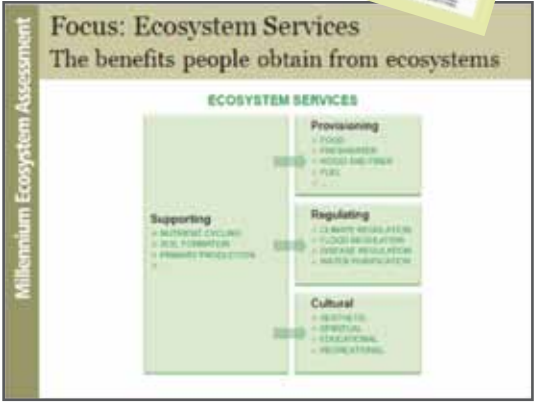 Millennium Ecosystem Assessment
Focus: Ecosystem Services
The benefits people obtain from ecosystems
ECOSYSTEM SERVICES
Supporting
NUTRIENT CYCLING
SOIL FORMATION
PRIMARY PRODUCTION
...
Provisioning
FOOD
FRESHWATER
WOOD AND FIBER
FUEL
...
Regulating
CLIMATE REGULATION
FLOOD REGULATION
DISEASE REGULATION
WATER PURIFICATION
Cultural
AESTHETIC
SPIRITUAL
EDUCATIONAL
RECREATIONAL